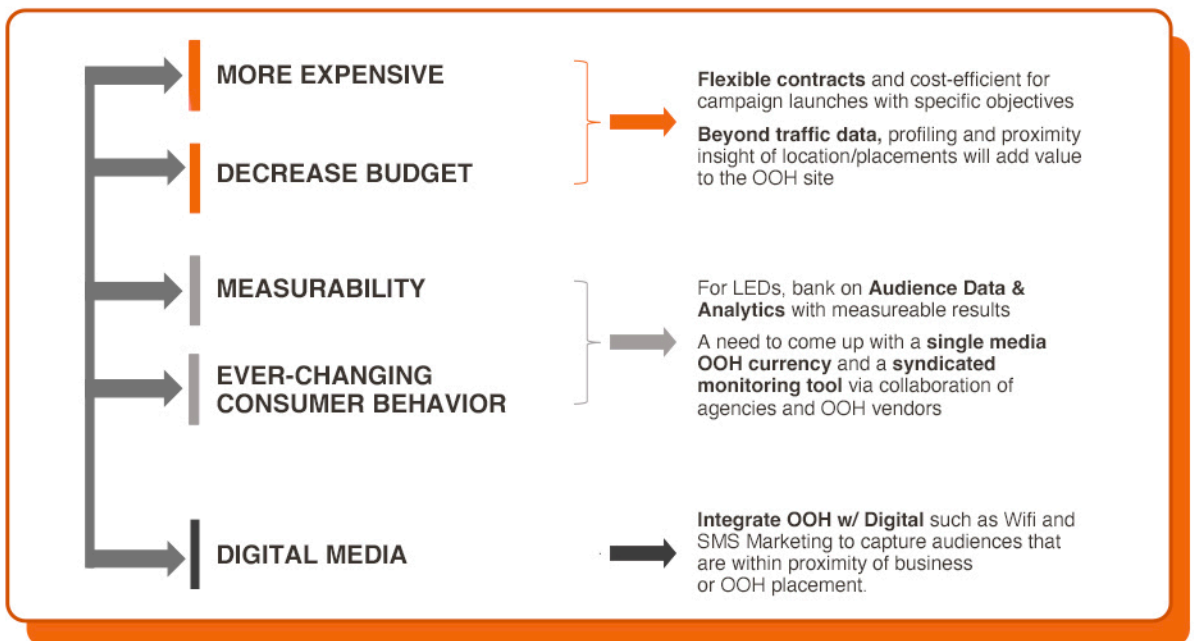 MORE EXPENSIVE
DECREASE BUDGET
Flexible contracts and cost-efficient for
campaign launches with specific objectives
Beyond traffic data, profiling and proximity
insight of location/placements will add value
to the OOH site
MEASURABILITY
EVER-CHANGING
CONSUMER BEHAVIOR
For LEDs, bank on Audience Data &
Analytics with measureable results
A need to come up with a single media
OOH currency and a syndicated
monitoring tool via collaboration of
agencies and OOH vendors
DIGITAL MEDIA
Integrate OOH w/ Digital such as Wifi and
SMS Marketing to capture audiences that
are within proximity of business
or OOH placement.